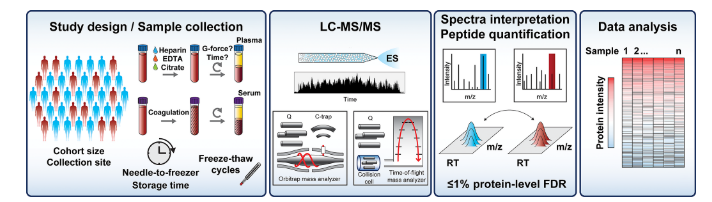 Study design / Sample collection
Heparin
EDTA
Citrate
G-force?
Time?
Plasma
Serum
Coagulation
Cohort size
Collection site
Needle-to-freezer
Storage time
Freeze-thaw
cycles
LC-MS/MS
ES
Time
Q
C-trap
Orbitrap mass analyzer
Q
Collision
cell
Time-of-flight
mass analyzer
Spectra interpretation
Peptide quantification
Intensity
m/z
Intensity
m/z
RT
m/z
RT
m/z
≤1% protein-level FDR
Data analysis
Sample 1 2... n
Protein intensity